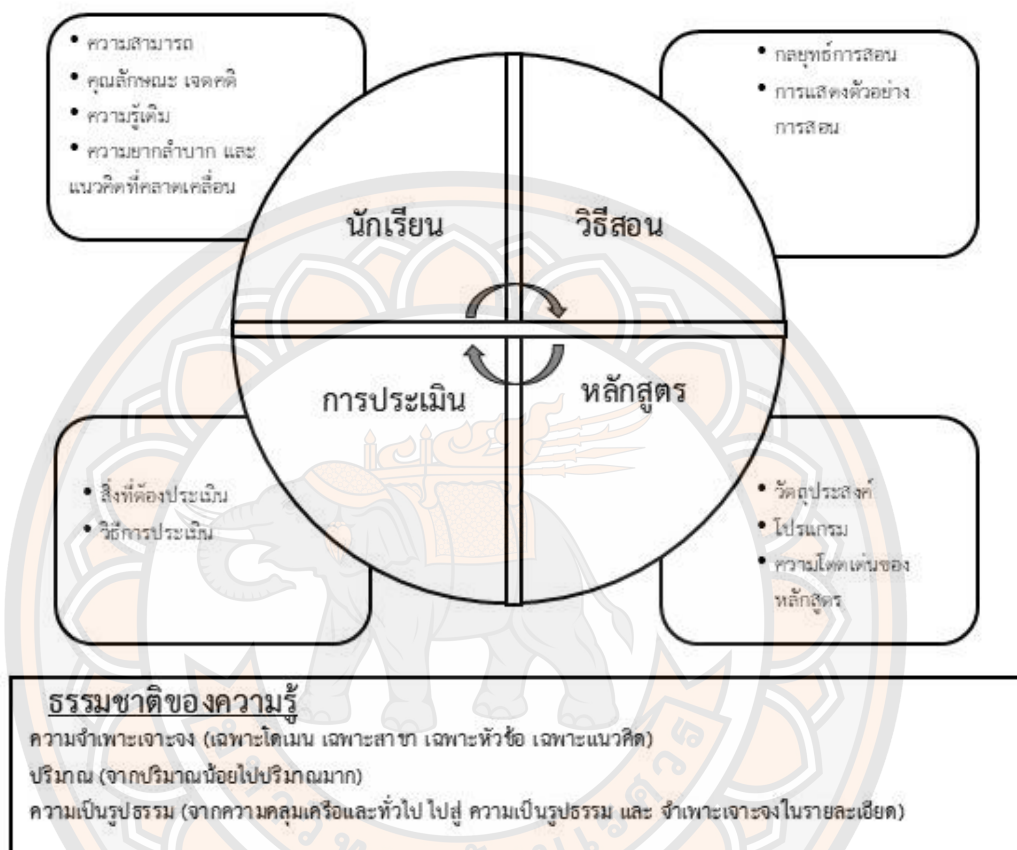 • ความสามารถ
• คุณลักษณะ เจตคติ
• ความรู้เดิม
• ความยากลำบาก และ
แนวคิดที่คลาดเคลื่อน
• กลยุทธ์การสอน
• การแสดงตัวอย่าง
การสอน
นักเรียน
วิธีสอน
การประเมิน
หลักสูตร
• สิ่งที่ต้องประเมิน
• วิธีการประเมิน
• วัตถุประสงค์
• โปรแกรม
• ความโดดเด่นของ
หลักสูตร
ธรรมชาติของความรู้
ความจำเพาะเจาะจง (เฉพาะโดเมน เฉพาะสาขา เฉพาะหัวข้อ เฉพาะแนวคิด)
ปริมาณ (จากปริมาณน้อยไปปริมาณมาก)
ความเป็นรูปธรรม (จากความคลุมเครือและทั่วไป ไปสู่ ความเป็นรูปธรรม และ จำเพาะเจาะจงในรายละเอียด)